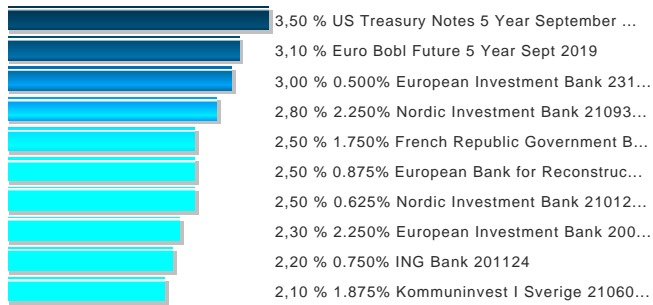 3,50 % US Treasury Notes 5 Year September ...
3,10 % Euro Bobl Future 5 Year Sept 2019
3,00 % 0.500% European Investment Bank 231...
2,80 % 2.250% Nordic Investment Bank 21093...
2,50 % 1.750% French Republic Government B...
2,50 % 0.875% European Bank for Reconstruc...
2,50 % 0.625% Nordic Investment Bank 21012...
2,30 % 2.250% European Investment Bank 200...
2,20 % 0.750% ING Bank 201124
2,10 % 1.875% Kommuninvest I Sverige 21060...